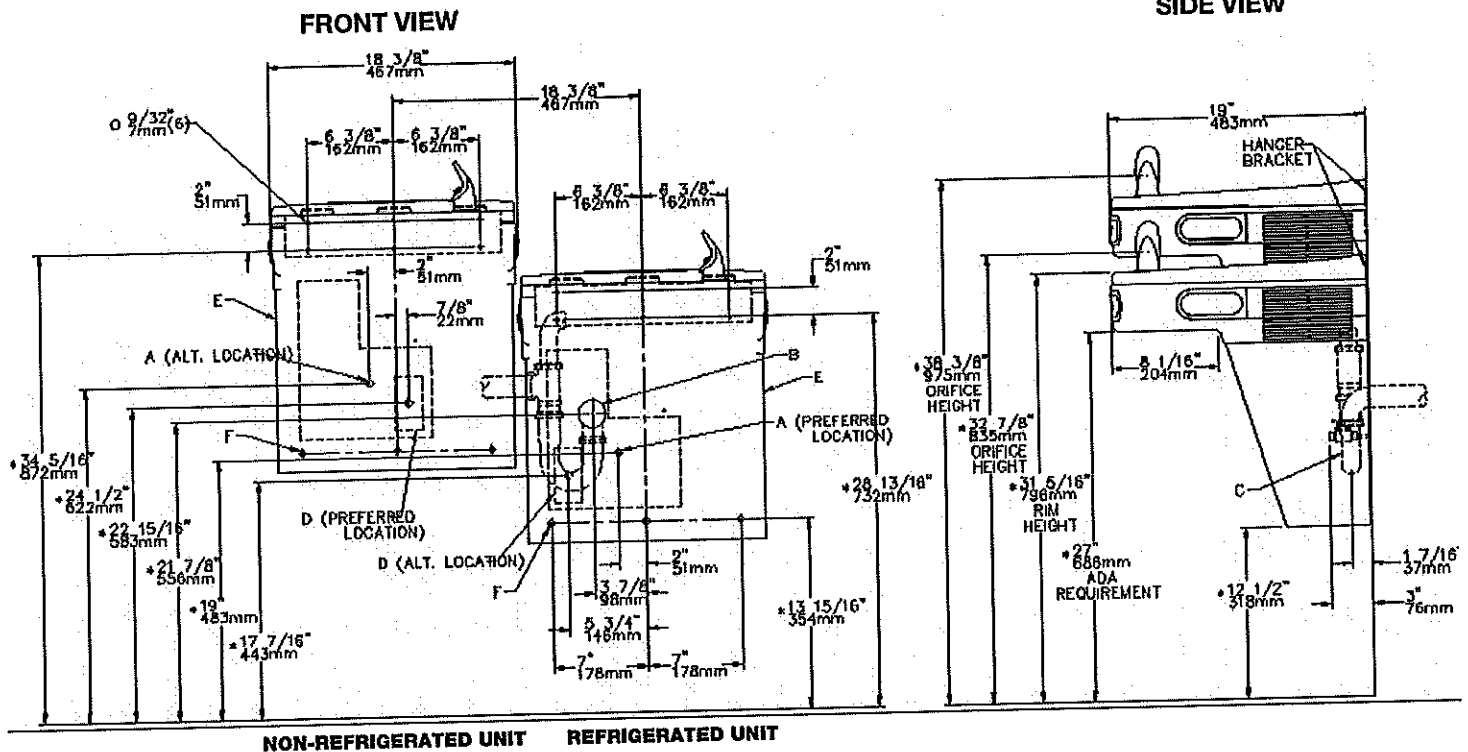 FRONT VIEW
SIDE VIEW
18 3/8"
467mm
18 3/8"
467mm
O 9/32"
7mm(6)
6 3/8"
162mm
6 3/8"
162mm
2"
51mm
6 3/8"
162mm
6 3/8"
162mm
2"
51mm
2"
51mm
E
7/8"
22mm
A (ALT. LOCATION)
B
E
A (PREFERRED
LOCATION)
F
*34 5/16"
872mm
*24 1/2"
622mm
*22 15/16"
583mm
*21 7/8"
556mm
*19"
483mm
*17 7/16"
443mm
D (PREFERRED
LOCATION)
D (ALT. LOCATION)
F
*28 13/16"
732mm
2"
51mm
3 7/8"
98mm
5 3/4"
146mm
7"
178mm
7"
178mm
*13 15/16"
354mm
19"
483mm
HANGER
BRACKET
8 1/16"
204mm
*38 3/8"
975mm
ORIFICE
HEIGHT
*32 7/8"
835mm
ORIFICE
HEIGHT
*31 5/16"
796mm
RIM
HEIGHT
*27"
686mm
ADA
REQUIREMENT
C
*12 1/2"
318mm
1 7/16"
37mm
3"
76mm
NON-REFRIGERATED UNIT
REFRIGERATED UNIT